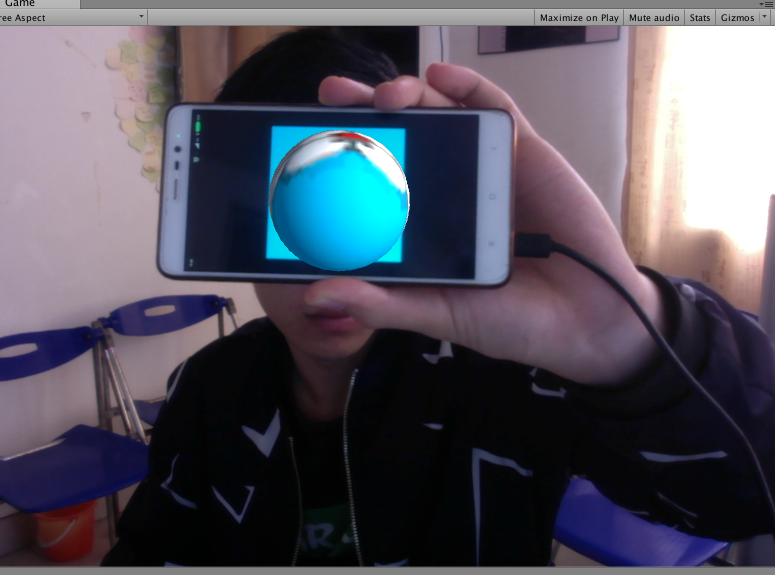 Game
ree Aspect
Maximize on Play
Mute audio
Stats
Gizmos